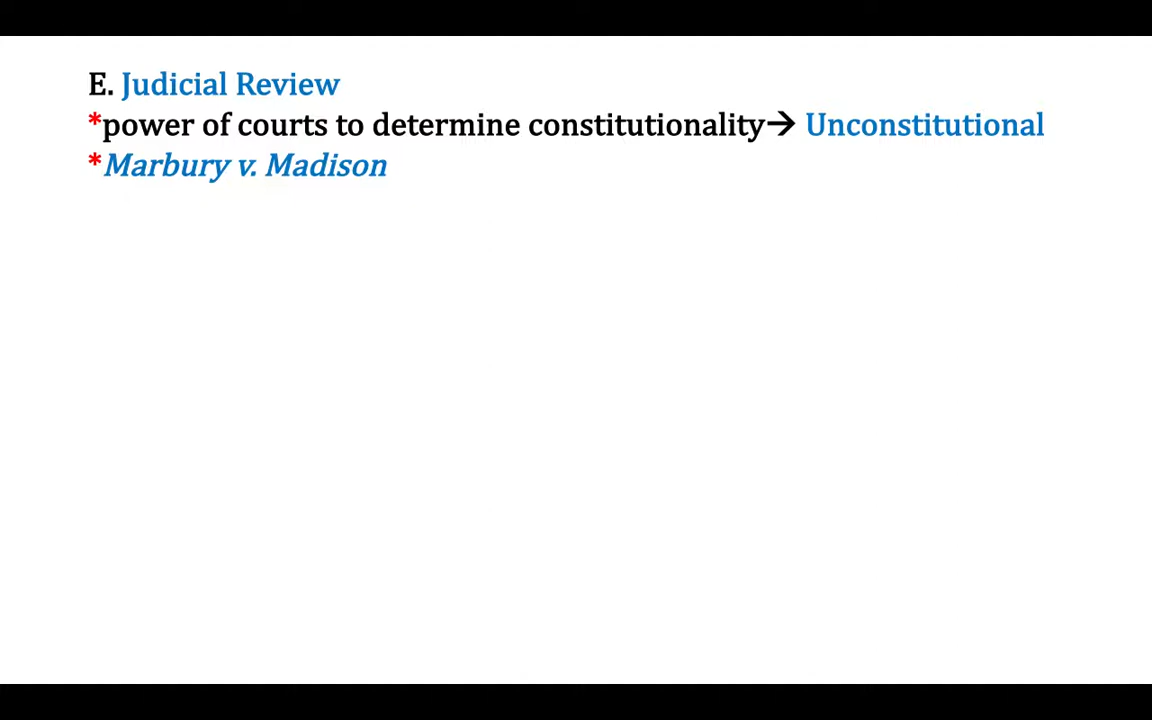 E. Judicial Review
*power of courts to determine constitutionality→ Unconstitutional
*Marbury v. Madison